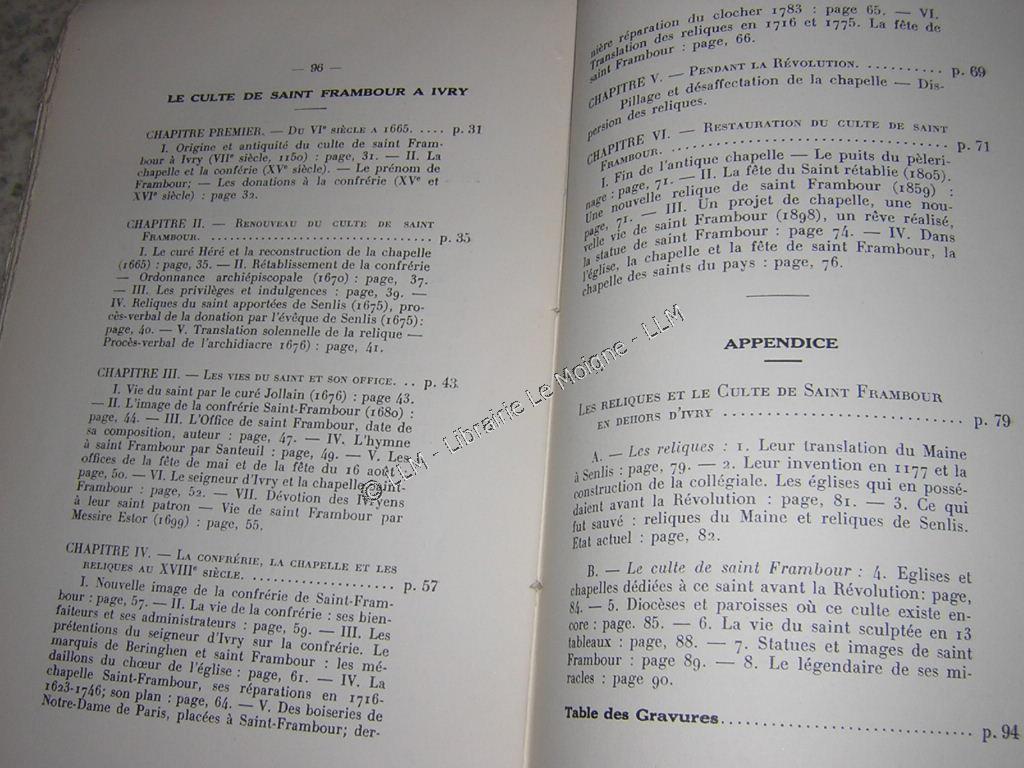 — 96 —
LE CULTE DE SAINT FRAMBOUR A IVRY
CHAPITRE PREMIER. — DU VIe SIÈCLE A 1665. .... p. 31
I. Origine et antiquité du culte de saint Fram-
bour à Ivry (VIIe siècle, 1150) : page, 31. — II. La
chapelle et la conférie (XVe siècle). — Le prénom de
Frambour; — Les donations à la confrérie (XVe et
XVIe siècle) : page 32.
CHAPITRE II. — RENOUVEAU DU CULTE DE SAINT
FRAMBOUR. .................................. p. 35
I. Le curé Héré et la reconstruction de la chapelle
(1665) : page, 35. — II. Rétablissement de la confrérie
— Ordonnance archiépiscopale (1670) : page, 37.
— III. Les privilèges et indulgences : page, 39. —
IV. Reliques du saint apportées de Senlis (1675), pro-
cès-verbal de la donation par l'évêque de Senlis (1675):
page, 40. — V. Translation solennelle de la relique —
Procès-verbal de l'archidiacre 1676) : page, 41.
CHAPITRE III. — LES VIES DU SAINT ET SON OFFICE. .. p. 43
I. Vie du saint par le curé Jollain (1676) : page 43.
— II. L'image de la confrérie Saint-Frambour (1680) :
page, 44. — III. L'Office de saint Frambour, date de
sa composition, auteur : page, 47. — IV. L'hymne
à saint Frambour par Santeuil : page, 49. — V. Les
offices de la fête de mai et de la fête du 16 août :
page, 50. — VI. Le seigneur d'Ivry et la chapelle Saint-
Frambour : page, 52. — VII. Dévotion des Ivryens
à leur saint patron — Vie de saint Frambour par
Messire Estor (1699) : page, 55.
CHAPITRE IV. — LA CONFRÉRIE, LA CHAPELLE ET LES
RELIQUES AU XVIIIe SIÈCLE. ................... p. 57
I. Nouvelle image de la confrérie de Saint-Fram-
bour : page, 57. — II. La vie de la confrérie : ses bien-
faiteurs et ses administrateurs : page, 59. — III. Les
prétentions du seigneur d'Ivry sur la confrérie. Le
marquis de Beringhen et saint Frambour : les mé-
daillons du chœur de l'église : page, 61. — IV. La
chapelle Saint-Frambour, ses réparations en 1716-
1623-1746; son plan : page, 64. — V. Des boiseries de
Notre-Dame de Paris, placées à Saint-Frambour; der-
nière réparation du clocher 1783 : page 65. — VI.
Translation des reliques en 1716 et 1775. La fête de
saint Frambour : page, 66.
CHAPITRE V. — PENDANT LA RÉVOLUTION. .......... p. 69
Pillage et désaffectation de la chapelle — Dis-
persion des reliques.
CHAPITRE VI. — RESTAURATION DU CULTE DE SAINT
FRAMBOUR. .................................. p. 71
I. Fin de l'antique chapelle — Le puits du pèleri-
nage : page, 71. — II. La fête du Saint rétablie (1805).
Une nouvelle relique de saint Frambour (1859) :
page, 71. — III. Un projet de chapelle, une nou-
velle vie de saint Frambour (1898), un rêve réalisé,
la statue de saint Frambour : page 74. — IV. Dans
l'église, la chapelle et la fête de saint Frambour, la
chapelle des saints du pays : page, 76.
APPENDICE
LES RELIQUES ET LE CULTE DE SAINT FRAMBOUR
EN DEHORS D'IVRY .............................. p. 79
A. — Les reliques : 1. Leur translation du Maine
à Senlis : page, 79. — 2. Leur invention en 1177 et la
construction de la collégiale. Les églises qui en possé-
daient avant la Révolution : page, 81. — 3. Ce qui
fut sauvé : reliques du Maine et reliques de Senlis.
Etat actuel : page, 82.
B. — Le culte de saint Frambour : 4. Eglises et
chapelles dédiées à ce saint avant la Révolution: page,
84. — 5. Diocèses et paroisses où ce culte existe en-
core : page. 85. — 6. La vie du saint sculptée en 13
tableaux : page, 88. — 7. Statues et images de saint
Frambour : page 89. — 8. Le légendaire de ses mi-
racles : page 90.
Table des Gravures.............................. p. 94
© LLM - Librairie Le Moigne - LLM